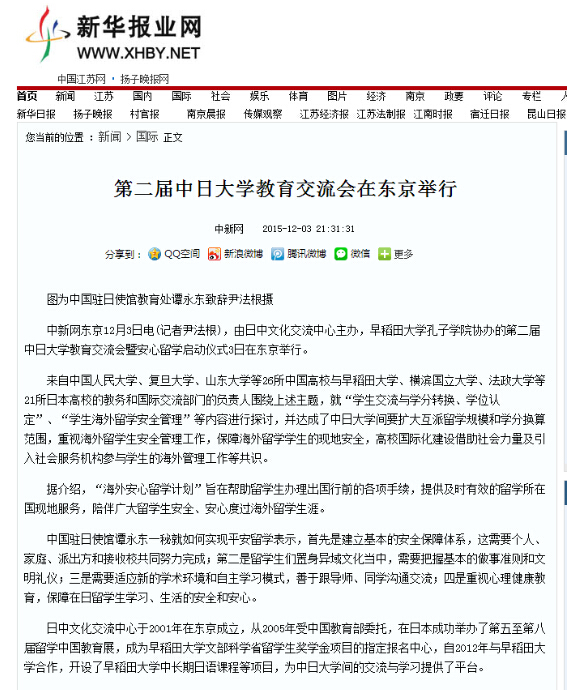 新华报业网
WWW.XHBY.NET
中国江苏网 · 扬子晚报网
首页 新闻 江苏 国内 国际 社会 娱乐 体育 图片 经济 南京 政要 评论 专栏
新华日报 扬子晚报 村官报 南京晨报 传媒观察 江苏经济报 江苏法制报 江南时报 宿迁日报 昆山日报
您当前的位置 : 新闻 > 国际 正文
第二届中日大学教育交流会在东京举行
中新网 2015-12-03 21:31:31
分享到： QQ空间 新浪微博 腾讯微博 微信 更多
图为中国驻日使馆教育处谭永东致辞尹法根摄
中新网东京12月3日电(记者尹法根)，由日中文化交流中心主办，早稻田大学孔子学院协办的第二届
中日大学教育交流会暨安心留学启动仪式3日在东京举行。
来自中国人民大学、复旦大学、山东大学等26所中国高校与早稻田大学、横滨国立大学、法政大学等
21所日本高校的教务和国际交流部门的负责人围绕上述主题，就“学生交流与学分转换、学位认
定”、“学生海外留学安全管理”等内容进行探讨，并达成了中日大学间要扩大互派留学规模和学分换算
范围，重视海外留学生安全管理工作，保障海外留学学生的现地安全，高校国际化建设借助社会力量及引
入社会服务机构参与学生的海外管理工作等共识。
据介绍，“海外安心留学计划”旨在帮助留学生办理出国行前的各项手续，提供及时有效的留学所在
国现地服务，陪伴广大留学生安全、安心度过海外留学生涯。
中国驻日使馆谭永东一秘就如何实现平安留学表示，首先是建立基本的安全保障体系，这需要个人、
家庭、派出方和接收校共同努力完成；第二是留学生们置身异域文化当中，需要把握基本的做事准则和文
明礼仪；三是需要适应新的学术环境和自主学习模式，善于跟导师、同学沟通交流；四是重视心理健康教
育，保障在日留学生学习、生活的安全和安心。
日中文化交流中心于2001年在东京成立，从2005年受中国教育部委托，在日本成功举办了第五至第八
届留学中国教育展，成为早稻田大学文部科学省留学生奖学金项目的指定报名中心，自2012年与早稻田大
学合作，开设了早稻田大学中长期日语课程等项目，为中日大学间的交流与学习提供了平台。